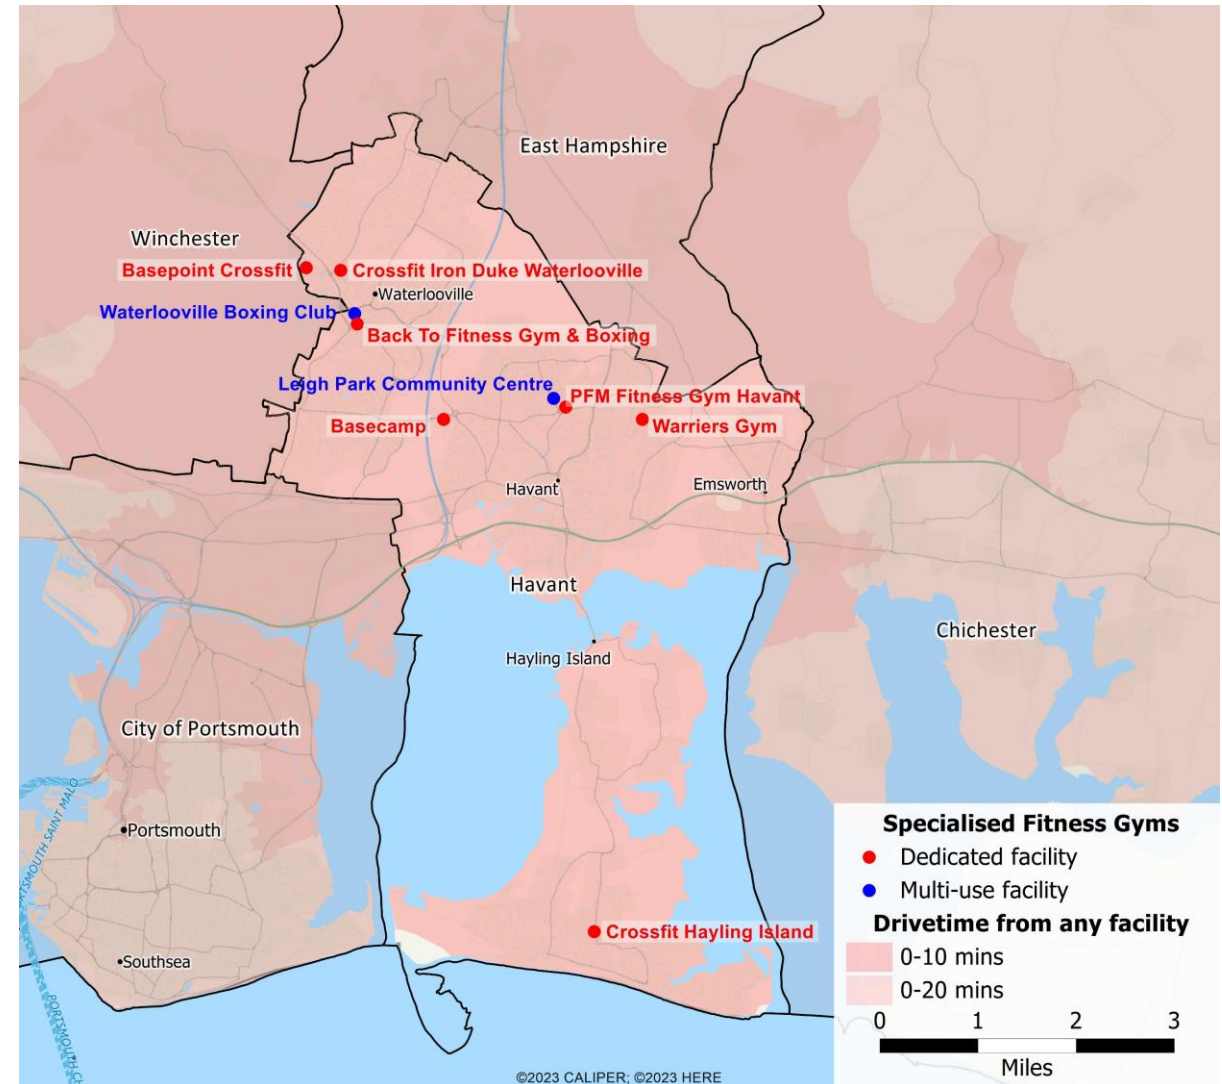 East Hampshire
Winchester
Basepoint Crossfit
Crossfit Iron Duke Waterlooville
Waterlooville
Waterlooville Boxing Club
Back To Fitness Gym & Boxing
Leigh Park Community Centre
PFM Fitness Gym Havant
Basecamp
Warriers Gym
Havant
Emsworth
Havant
Chichester
Hayling Island
City of Portsmouth
Portsmouth
Southsea
Crossfit Hayling Island
PORTSMOUTH SAINT MALO
Specialised Fitness Gyms
Dedicated facility
Multi-use facility
Drivetime from any facility
0-10 mins
0-20 mins
0 1 2 3
Miles
©2023 CALIPER; ©2023 HERE